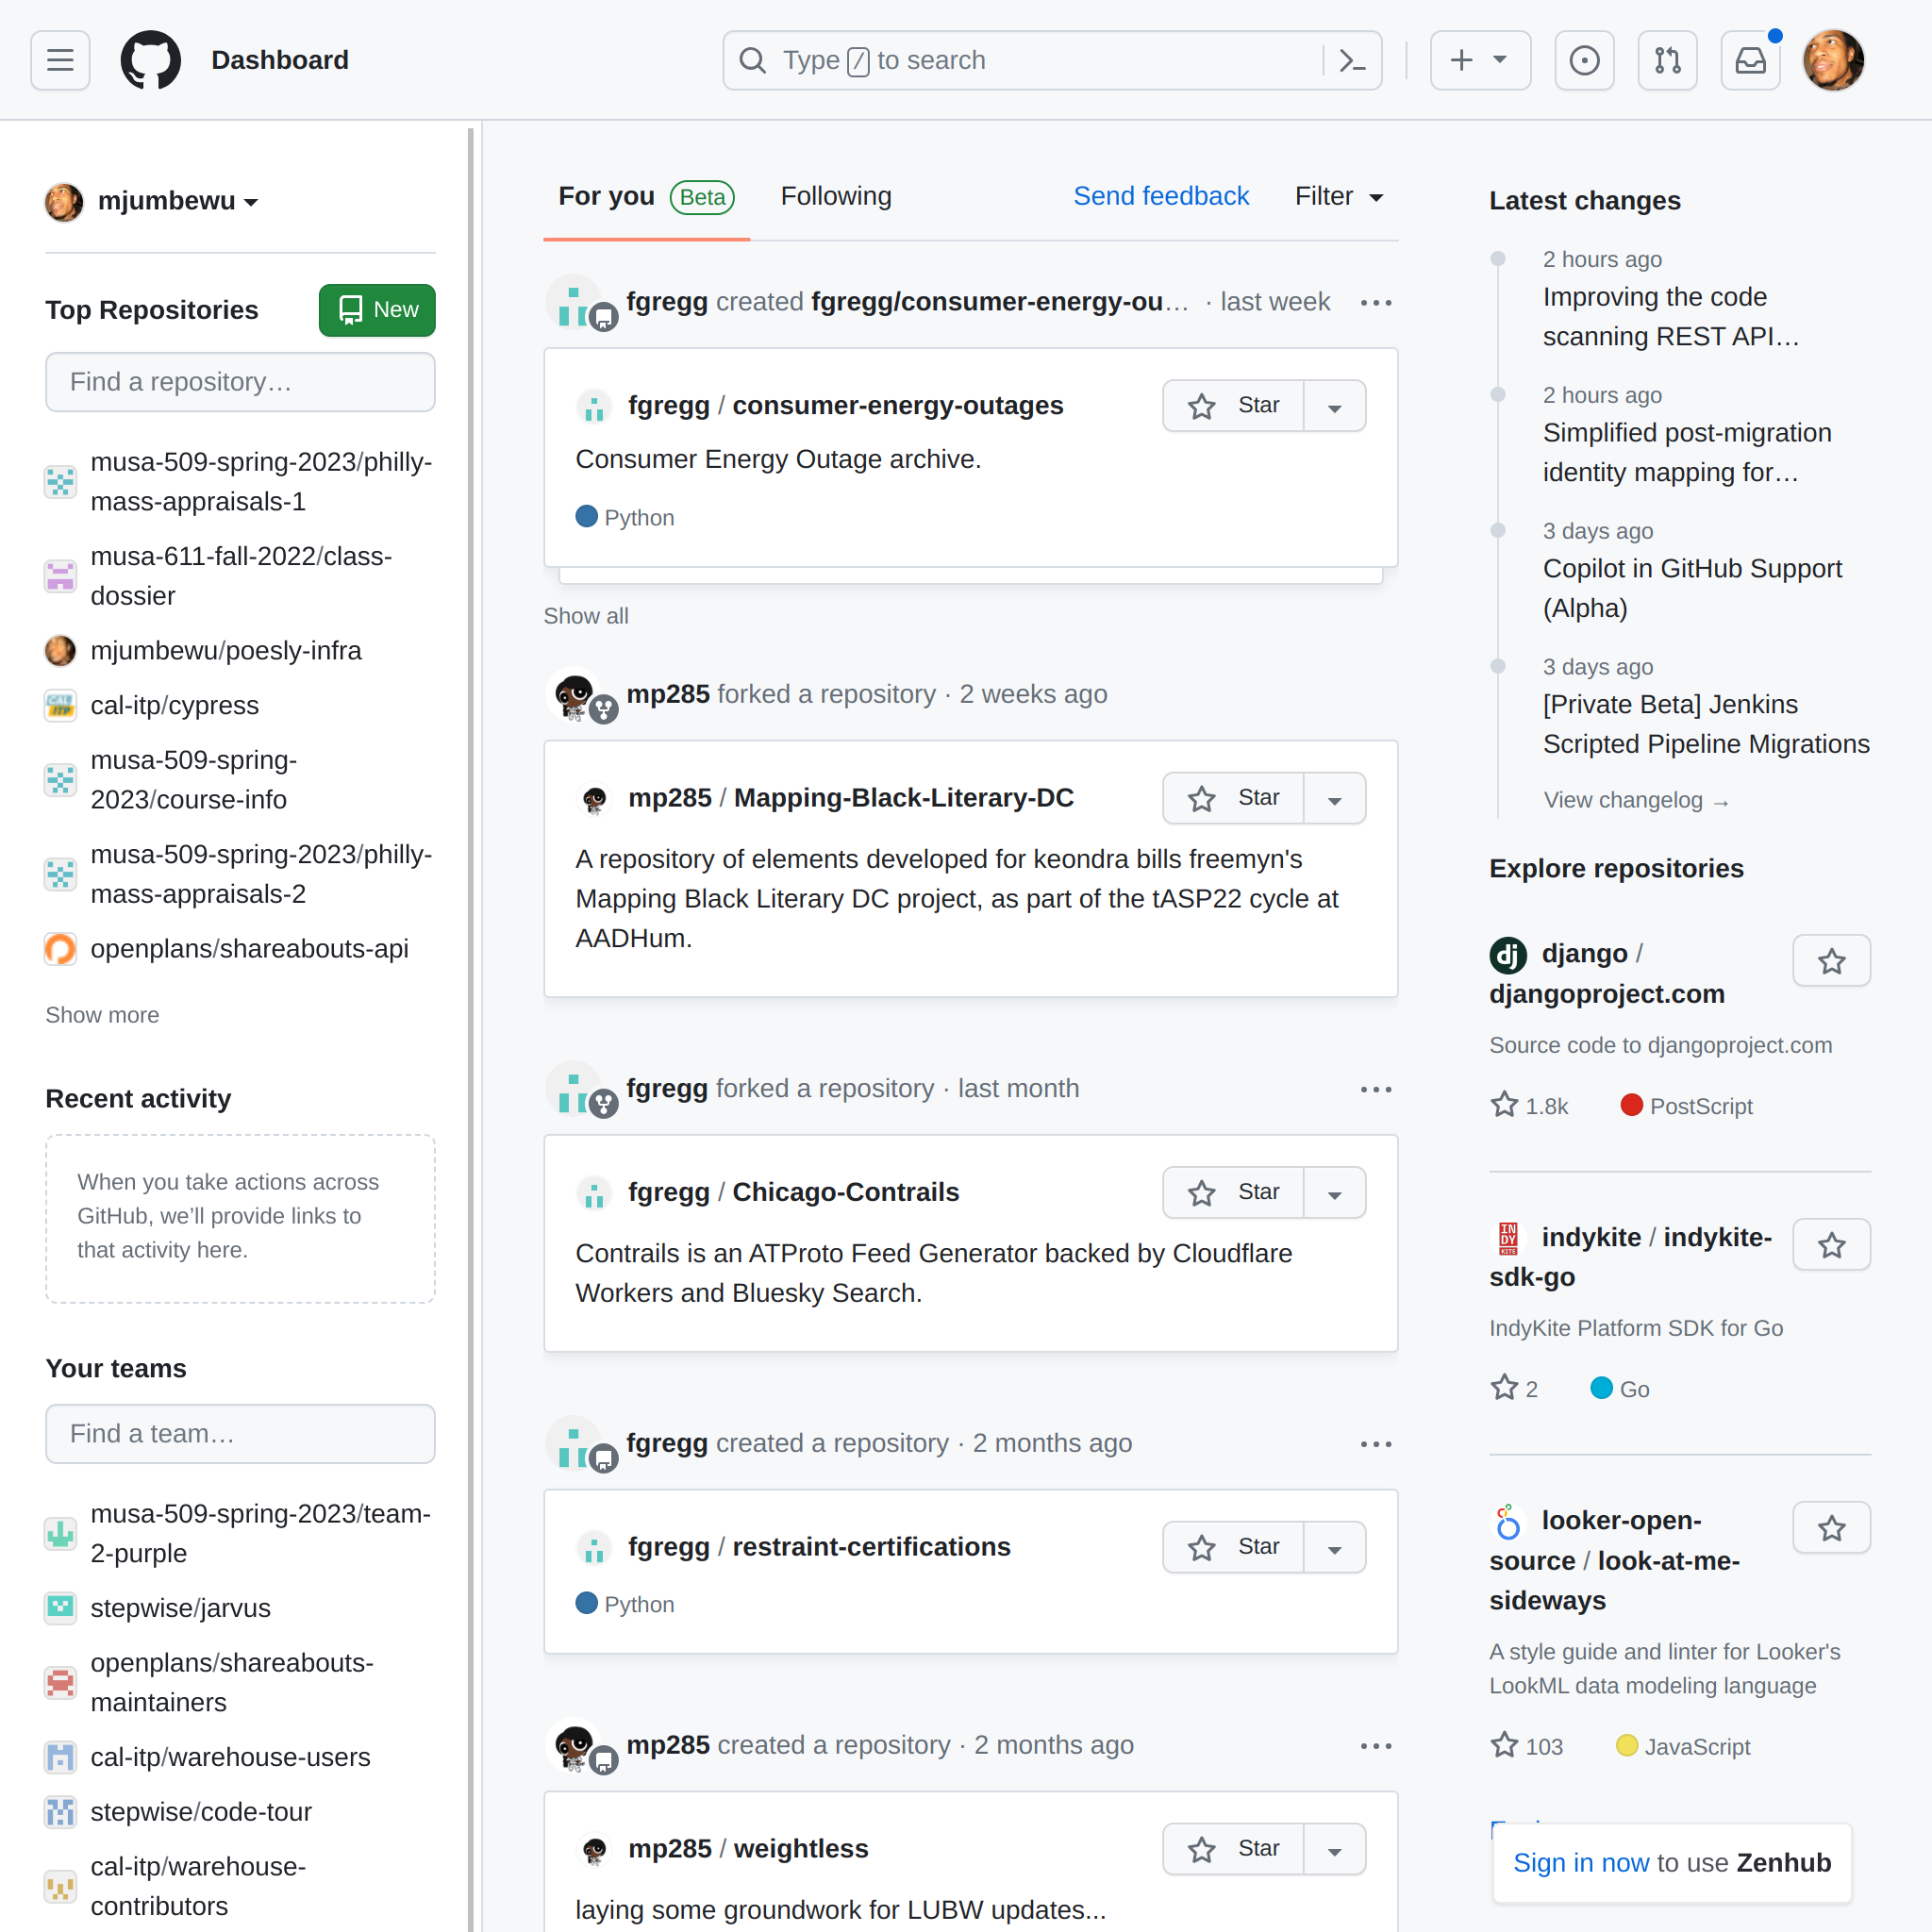 Dashboard
Type / to search
mjumbewu
Top Repositories
New
Find a repository…
musa-509-spring-2023/philly-
mass-appraisals-1
musa-611-fall-2022/class-
dossier
mjumbewu/poesly-infra
cal-itp/cypress
musa-509-spring-
2023/course-info
musa-509-spring-2023/philly-
mass-appraisals-2
openplans/shareabouts-api
Show more
Recent activity
When you take actions across
GitHub, we’ll provide links to
that activity here.
Your teams
Find a team…
musa-509-spring-2023/team-
2-purple
stepwise/jarvus
openplans/shareabouts-
maintainers
cal-itp/warehouse-users
stepwise/code-tour
cal-itp/warehouse-
contributors
For you Beta Following Send feedback Filter
fgregg created fgregg/consumer-energy-ou… · last week
fgregg / consumer-energy-outages Star
Consumer Energy Outage archive.
Python
Show all
mp285 forked a repository · 2 weeks ago
mp285 / Mapping-Black-Literary-DC Star
A repository of elements developed for keondra bills freemyn's
Mapping Black Literary DC project, as part of the tASP22 cycle at
AADHum.
fgregg forked a repository · last month
fgregg / Chicago-Contrails Star
Contrails is an ATProto Feed Generator backed by Cloudflare
Workers and Bluesky Search.
fgregg created a repository · 2 months ago
fgregg / restraint-certifications Star
Python
mp285 created a repository · 2 months ago
mp285 / weightless Star
laying some groundwork for LUBW updates...
Latest changes
2 hours ago
Improving the code
scanning REST API…
2 hours ago
Simplified post-migration
identity mapping for…
3 days ago
Copilot in GitHub Support
(Alpha)
3 days ago
[Private Beta] Jenkins
Scripted Pipeline Migrations
View changelog →
Explore repositories
dj django /
djangoproject.com
Source code to djangoproject.com
1.8k PostScript
INDY KITE indykite / indykite-
sdk-go
IndyKite Platform SDK for Go
2 Go
looker-open-
source / look-at-me-
sideways
A style guide and linter for Looker's
LookML data modeling language
103 JavaScript
Sign in now to use Zenhub